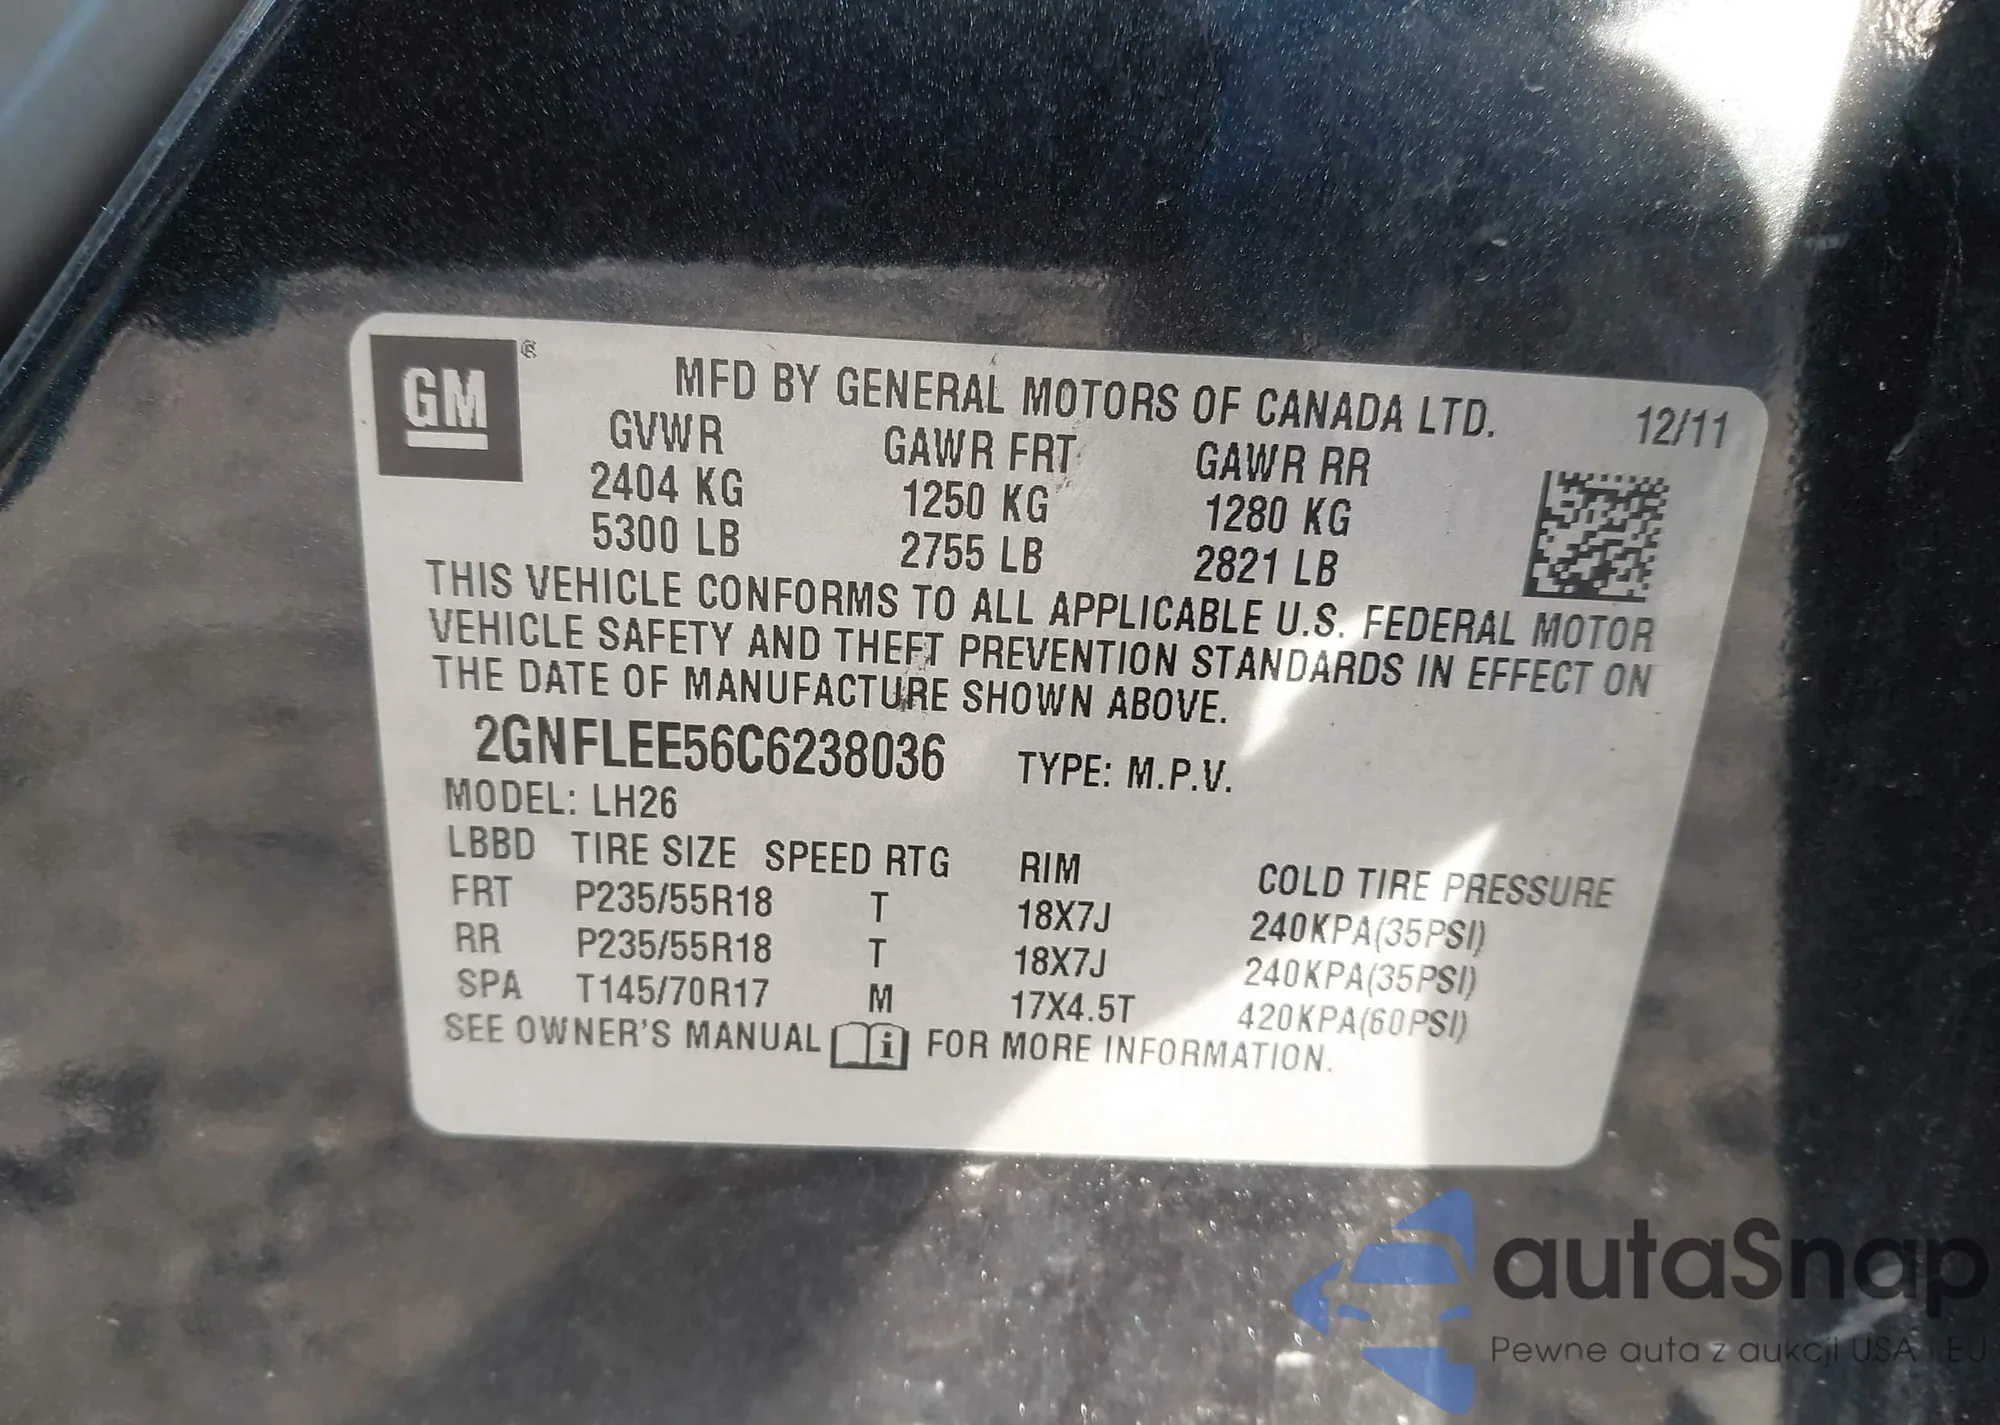 GM ®
MFD BY GENERAL MOTORS OF CANADA LTD. 12/11
GVWR GAWR FRT GAWR RR
2404 KG 1250 KG 1280 KG
5300 LB 2755 LB 2821 LB
THIS VEHICLE CONFORMS TO ALL APPLICABLE U.S. FEDERAL MOTOR
VEHICLE SAFETY AND THEFT PREVENTION STANDARDS IN EFFECT ON
THE DATE OF MANUFACTURE SHOWN ABOVE.
2GNFLEE56C6238036 TYPE: M.P.V.
MODEL: LH26
LBBD TIRE SIZE SPEED RTG RIM COLD TIRE PRESSURE
FRT P235/55R18 T 18X7J 240KPA(35PSI)
RR P235/55R18 T 18X7J 240KPA(35PSI)
SPA T145/70R17 M 17X4.5T 420KPA(60PSI)
SEE OWNER'S MANUAL i FOR MORE INFORMATION.
autaSnap
Pewne auta z aukcji USA i EU